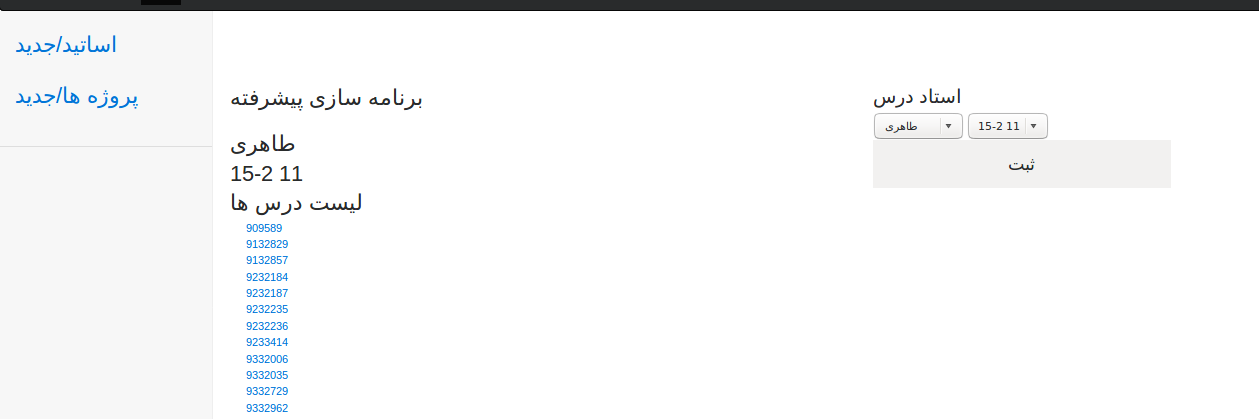 اساتید/جدید
پروژه ها/جدید
برنامه سازی پیشرفته
طاهری
15-2 11
لیست درس ها
909589
9132829
9132857
9232184
9232187
9232235
9232236
9233414
9332006
9332035
9332729
9332962
استاد درس
طاهری 15-2 11
ثبت